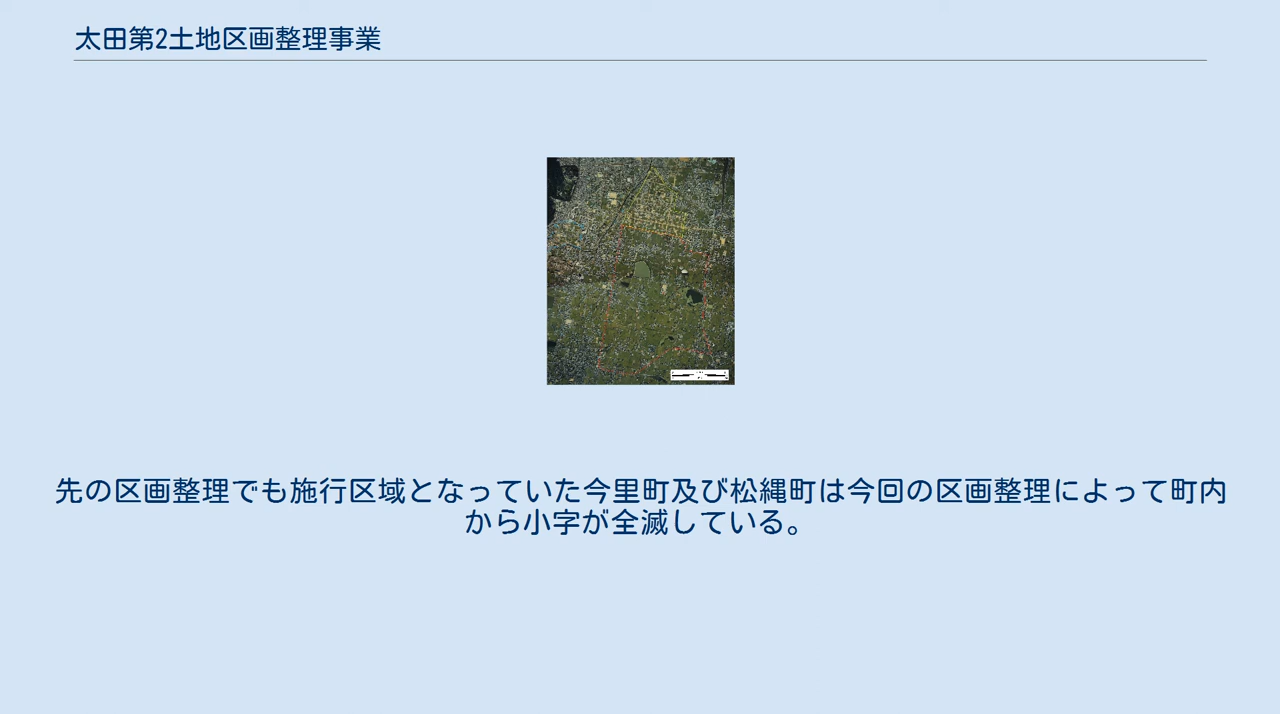 太田第2土地区画整理事業
先の区画整理でも施行区域となっていた今里町及び松縄町は今回の区画整理によって町内
から小字が全滅している。